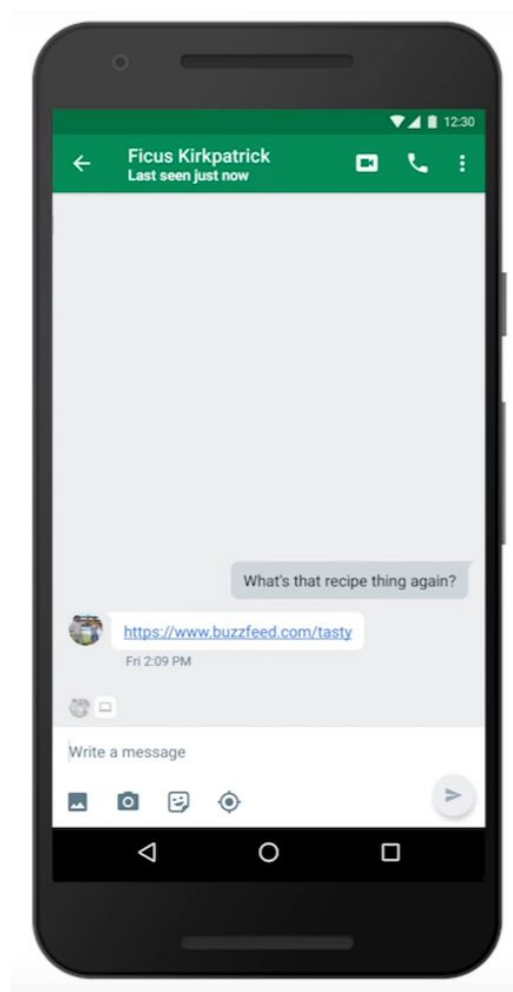 12:30
Ficus Kirkpatrick
Last seen just now
What's that recipe thing again?
https://www.buzzfeed.com/tasty
Fri 2:09 PM
Write a message